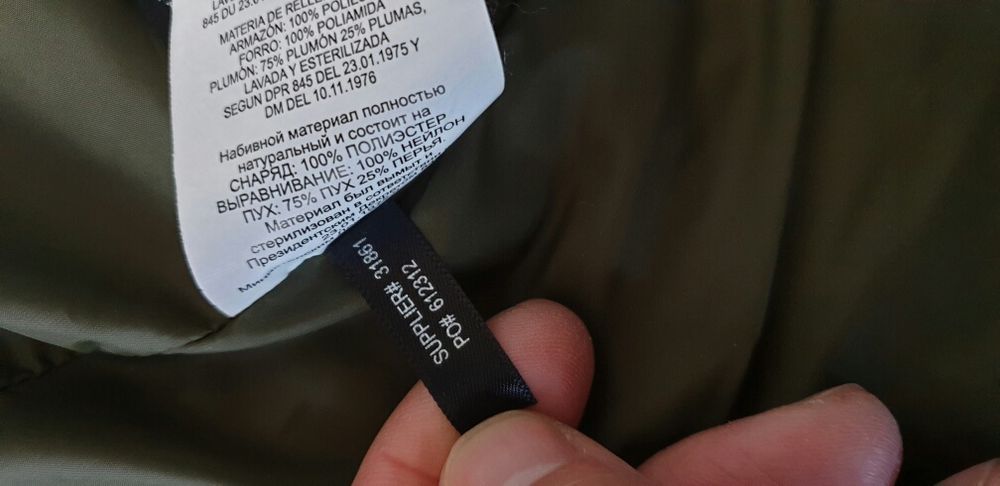 845 DU 23.0
MATERIA DE RELLE
ARMAZÓN: 100% POLIE
FORRO: 100% POLIAMIDA
PLUMÓN: 75% PLUMÓN 25% PLUMAS,
LAVADA Y ESTERILIZADA
SEGUN DPR 845 DEL 23.01.1975 Y
DM DEL 10.11.1976
Набивной материал полностью
натуральный и состоит на
СНАРЯД: 100% ПОЛИЭСТЕР
ВЫРАВНИВАНИЕ: 100% НЕЙЛОН
ПУХ: 75% ПУХ 25% ПЕРЬЯ
Материал был вымыт и
стерилизован в
Президентским
SUPPLIER# 31861
PO# 612312